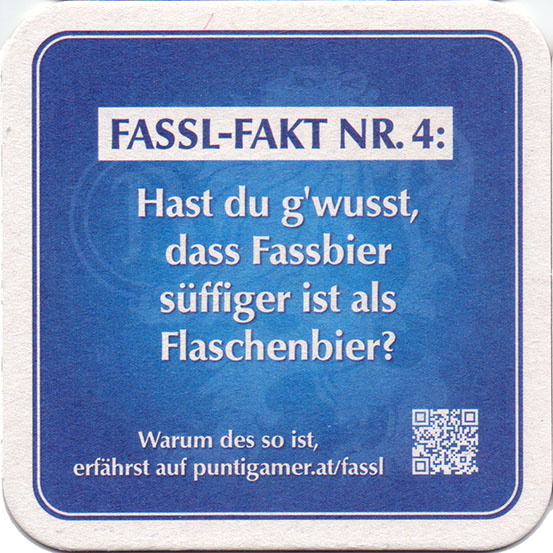 FASSL-FAKT NR. 4:
Hast du g'wusst,
dass Fassbier
süffiger ist als
Flaschenbier?
Warum des so ist,
erfährst auf puntigamer.at/fassl